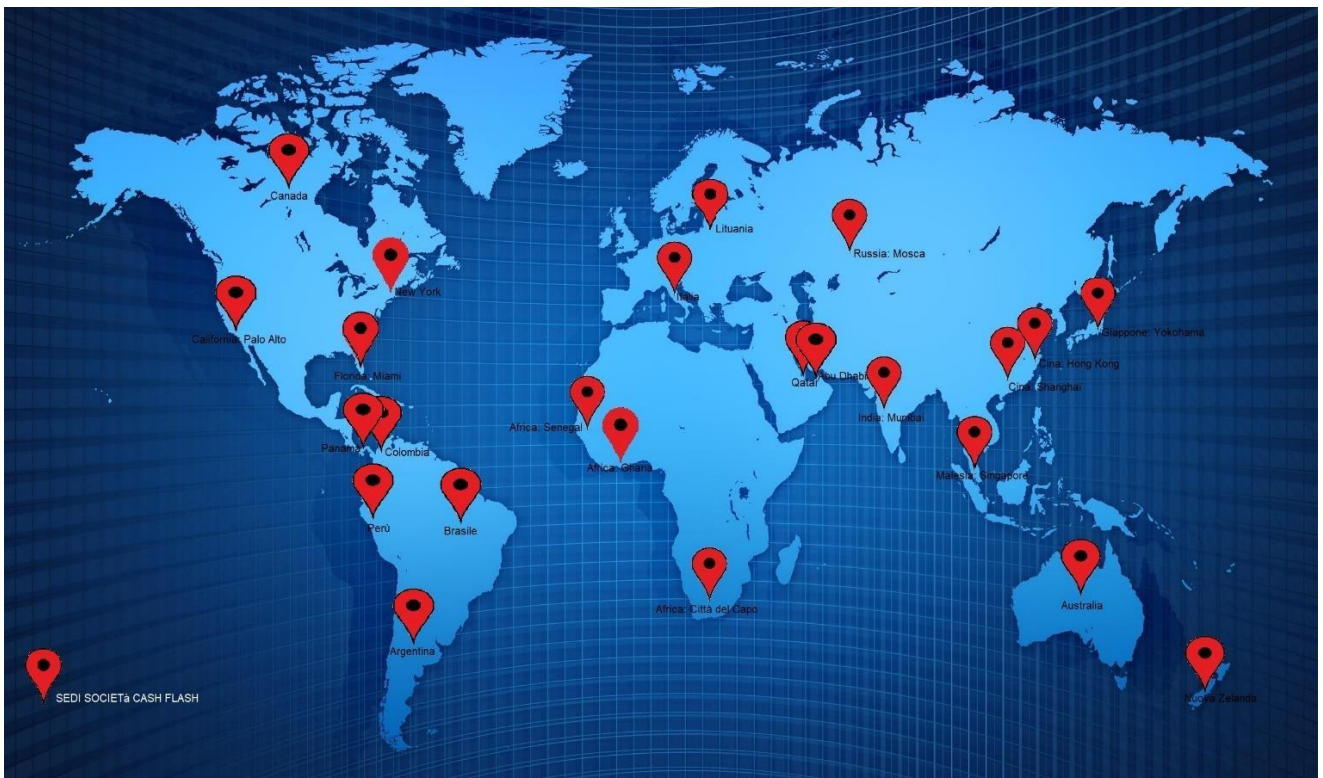 Canada
Lituania
Russia: Mosca
New York
Italia
California: Palo Alto
Giappone: Yokohama
Florida: Miami
Cina: Hong Kong
Qatar
Abu Dhabi
Cina: Shanghai
India: Mumbai
Africa: Senegal
Panama
Colombia
Africa: Ghana
Malesia: Singapore
Perù
Brasile
Australia
Africa: Città del Capo
Argentina
SEDI SOCIETà CASH FLASH
Nuova Zelanda